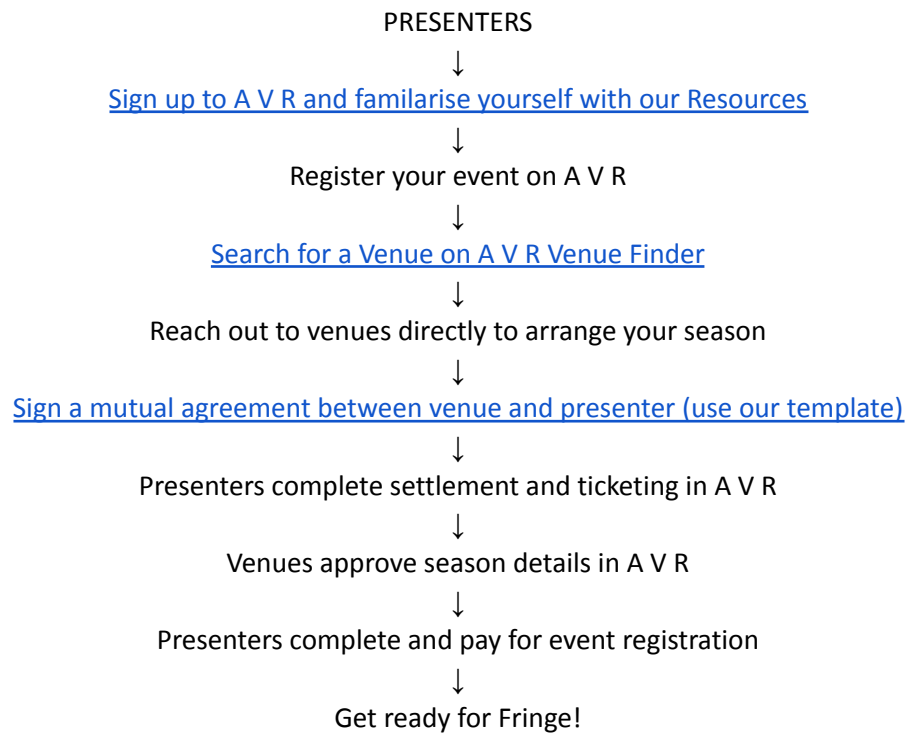 PRESENTERS
↓
Sign up to A V R and familarise yourself with our Resources
↓
Register your event on A V R
↓
Search for a Venue on A V R Venue Finder
↓
Reach out to venues directly to arrange your season
↓
Sign a mutual agreement between venue and presenter (use our template)
↓
Presenters complete settlement and ticketing in A V R
↓
Venues approve season details in A V R
↓
Presenters complete and pay for event registration
↓
Get ready for Fringe!